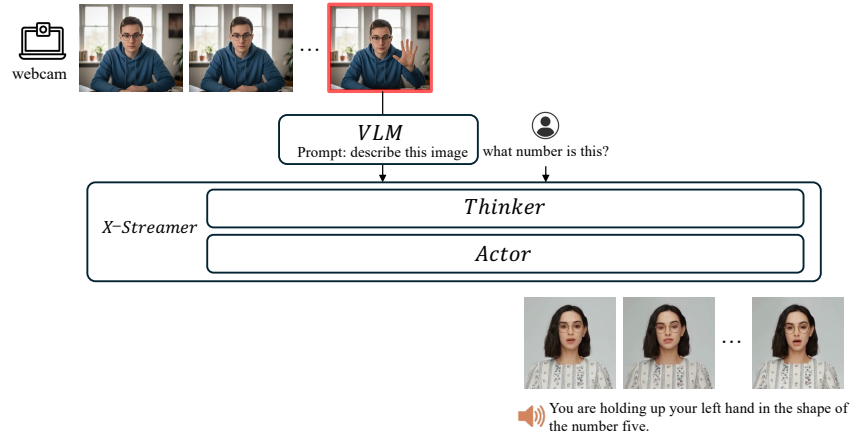 webcam
...
VLM
Prompt: describe this image
what number is this?
X-Streamer
Thinker
Actor
...
You are holding up your left hand in the shape of
the number five.